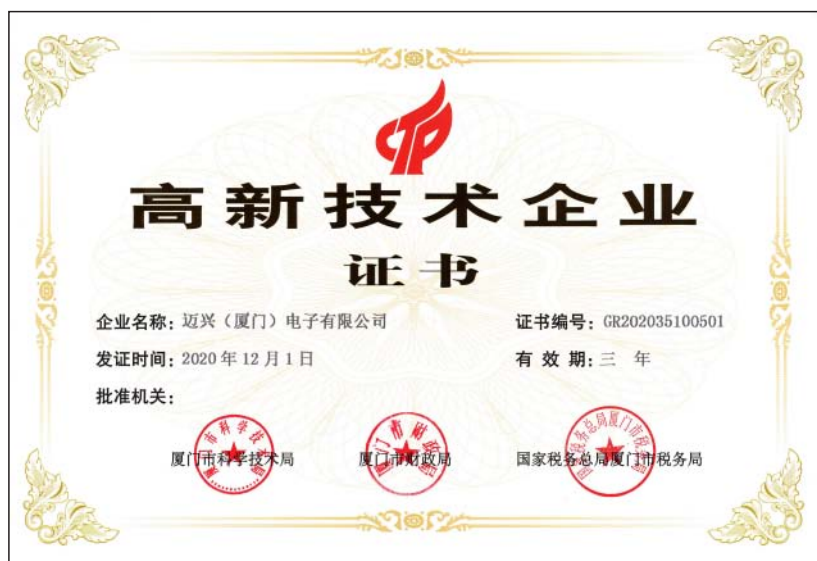 高新技术企业
证书
企业名称：迈兴（厦门）电子有限公司 证书编号：GR202035100501
发证时间：2020年12月1日 有效期：三 年
批准机关：
厦门市科学技术局 厦门市财政局 国家税务总局厦门市税务局